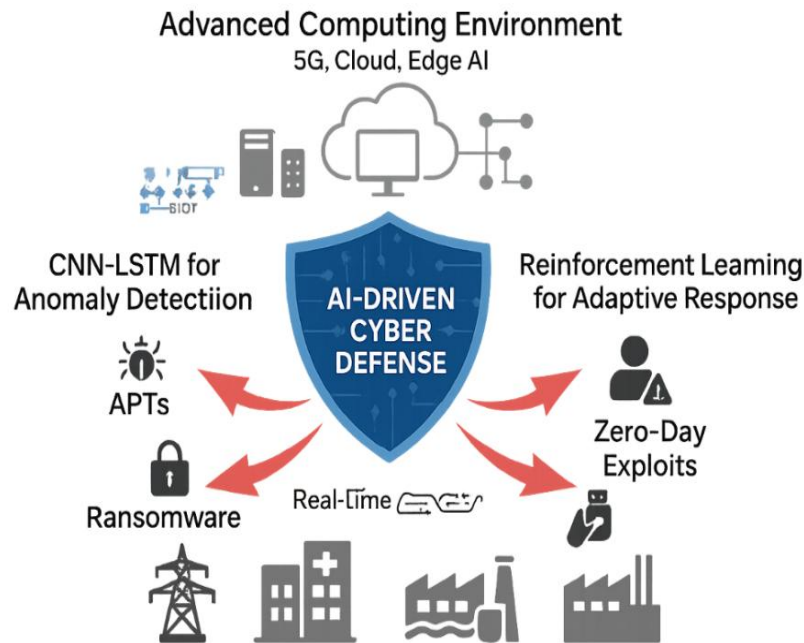 Advanced Computing Environment
5G, Cloud, Edge AI
CNN-LSTM for
Anomaly Detectiion
AI-DRIVEN
CYBER
DEFENSE
Reinforcement Leaming
for Adaptive Response
APTs
Zero-Day
Exploits
Ransomware